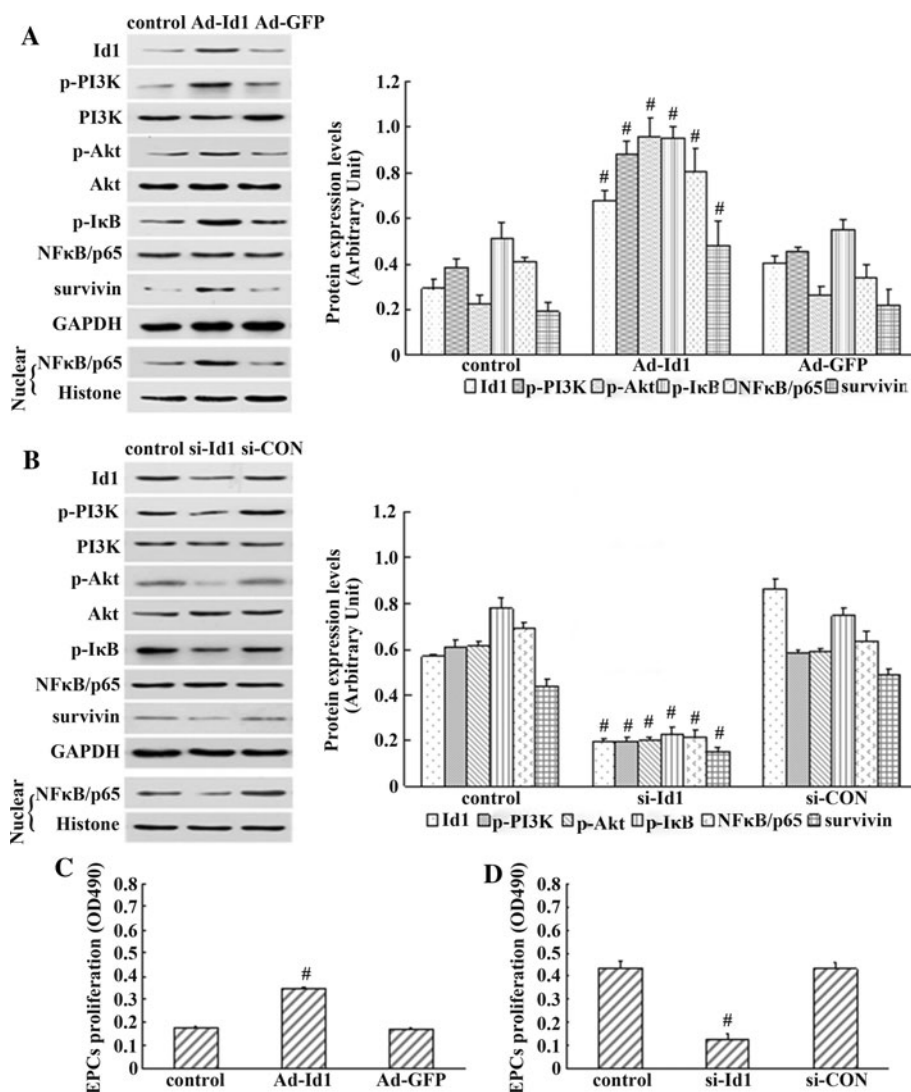 A
control Ad-Id1 Ad-GFP
Id1
p-PI3K
PI3K
p-Akt
Akt
p-IκB
NFκB/p65
survivin
GAPDH
Nuclear
NFκB/p65
Histone
Protein expression levels
(Arbitrary Unit)
1.2
1.0
0.8
0.6
0.4
0.2
0
# # # # # #
control Ad-Id1 Ad-GFP
Id1 p-PI3K p-Akt p-IκB NFκB/p65 survivin
B
control si-Id1 si-CON
Id1
p-PI3K
PI3K
p-Akt
Akt
p-IκB
NFκB/p65
survivin
GAPDH
Nuclear
NFκB/p65
Histone
Protein expression levels
(Arbitrary Unit)
1.2
1.0
0.8
0.6
0.4
0.2
0
# # # # # #
control si-Id1 si-CON
Id1 p-PI3K p-Akt p-IκB NFκB/p65 survivin
C
EPCs proliferation (OD490)
0.8
0.7
0.6
0.5
0.4
0.3
0.2
0.1
0
#
control Ad-Id1 Ad-GFP
D
EPCs proliferation (OD490)
0.8
0.7
0.6
0.5
0.4
0.3
0.2
0.1
0
#
control si-Id1 si-CON